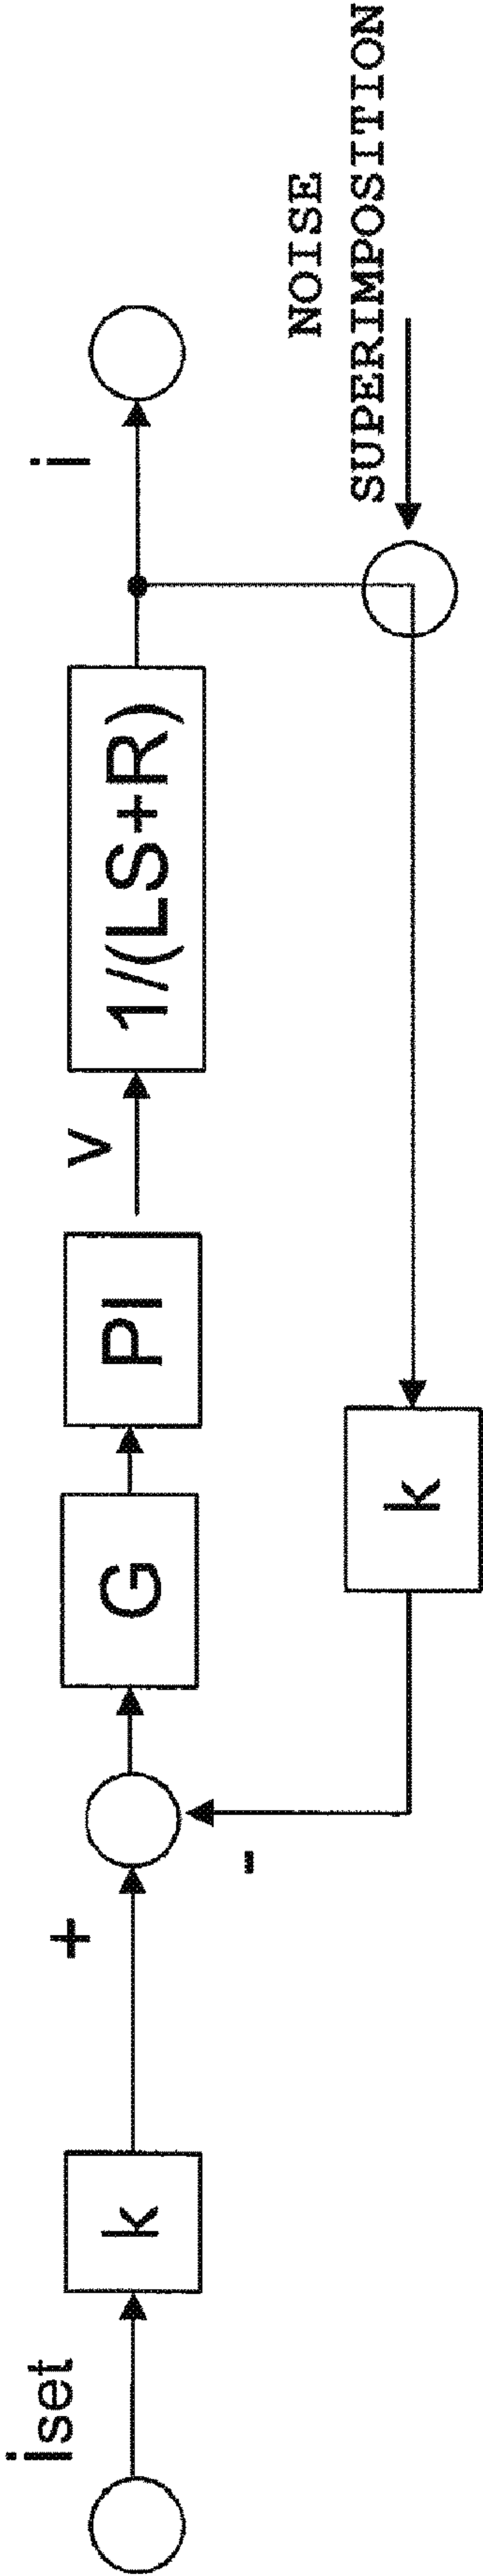 iset
k
+
-
G
PI
v
1/(LS+R)
i
k
NOISE
SUPERIMPOSITION